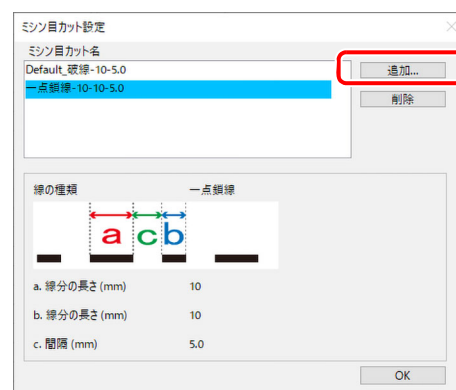 ミシン目カット設定
ミシン目カット名
Default_破線-10-5.0
一点鎖線-10-10-5.0
追加...
削除
線の種類 一点鎖線
a c b
a. 線分の長さ (mm) 10
b. 線分の長さ (mm) 10
c. 間隔 (mm) 5.0
OK